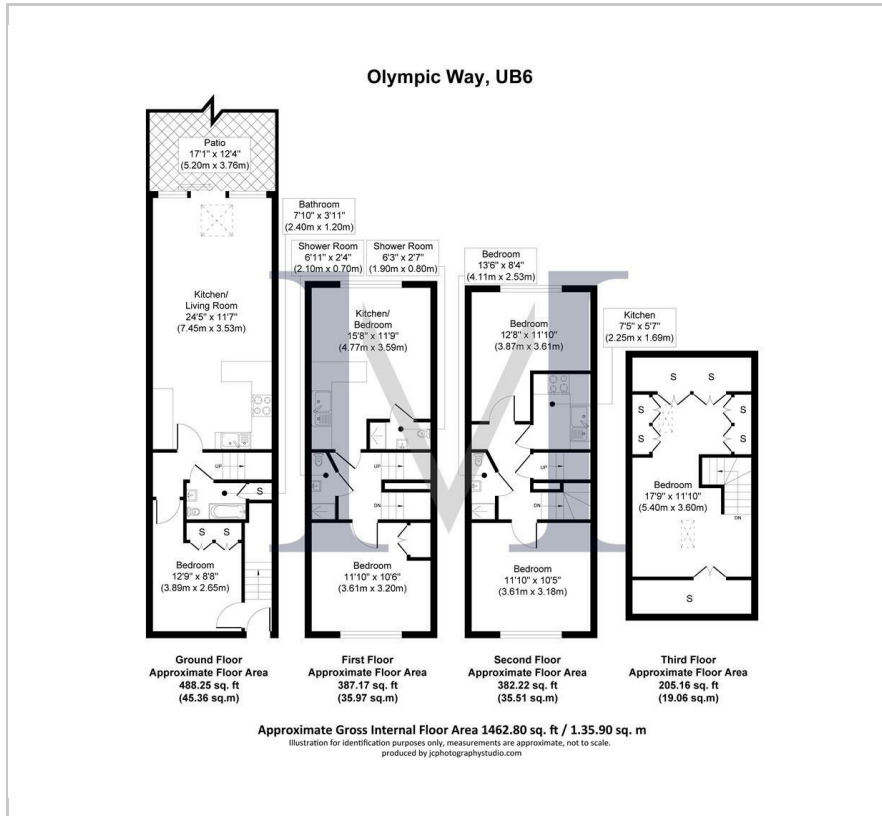 Olympic Way, UB6
Patio
17'1" x 12'4"
(5.20m x 3.76m)
Bathroom
7'10" x 3'11"
(2.40m x 1.20m)
Shower Room
6'11" x 2'4"
(2.10m x 0.70m)
Shower Room
6'3" x 2'7"
(1.90m x 0.80m)
Bedroom
13'6" x 8'4"
(4.11m x 2.53m)
Kitchen
7'5" x 5'7"
(2.25m x 1.69m)
Kitchen/
Living Room
24'5" x 11'7"
(7.45m x 3.53m)
UP
S
S
S
Bedroom
12'9" x 8'8"
(3.89m x 2.65m)
Kitchen/
Bedroom
15'8" x 11'9"
(4.77m x 3.59m)
UP
DN
Bedroom
11'10" x 10'6"
(3.61m x 3.20m)
Bedroom
12'8" x 11'10"
(3.87m x 3.61m)
UP
DN
Bedroom
11'10" x 10'5"
(3.61m x 3.18m)
S
S
S
S
S
S
Bedroom
17'9" x 11'10"
(5.40m x 3.60m)
DN
S
Ground Floor
Approximate Floor Area
488.25 sq. ft
(45.36 sq.m)
First Floor
Approximate Floor Area
387.17 sq. ft
(35.97 sq.m)
Second Floor
Approximate Floor Area
382.22 sq. ft
(35.51 sq.m)
Third Floor
Approximate Floor Area
205.16 sq. ft
(19.06 sq.m)
Approximate Gross Internal Floor Area 1462.80 sq. ft / 1.35.90 sq. m
Illustration for identification purposes only, measurements are approximate, not to scale.
produced by jcphotographystudio.com
IMI